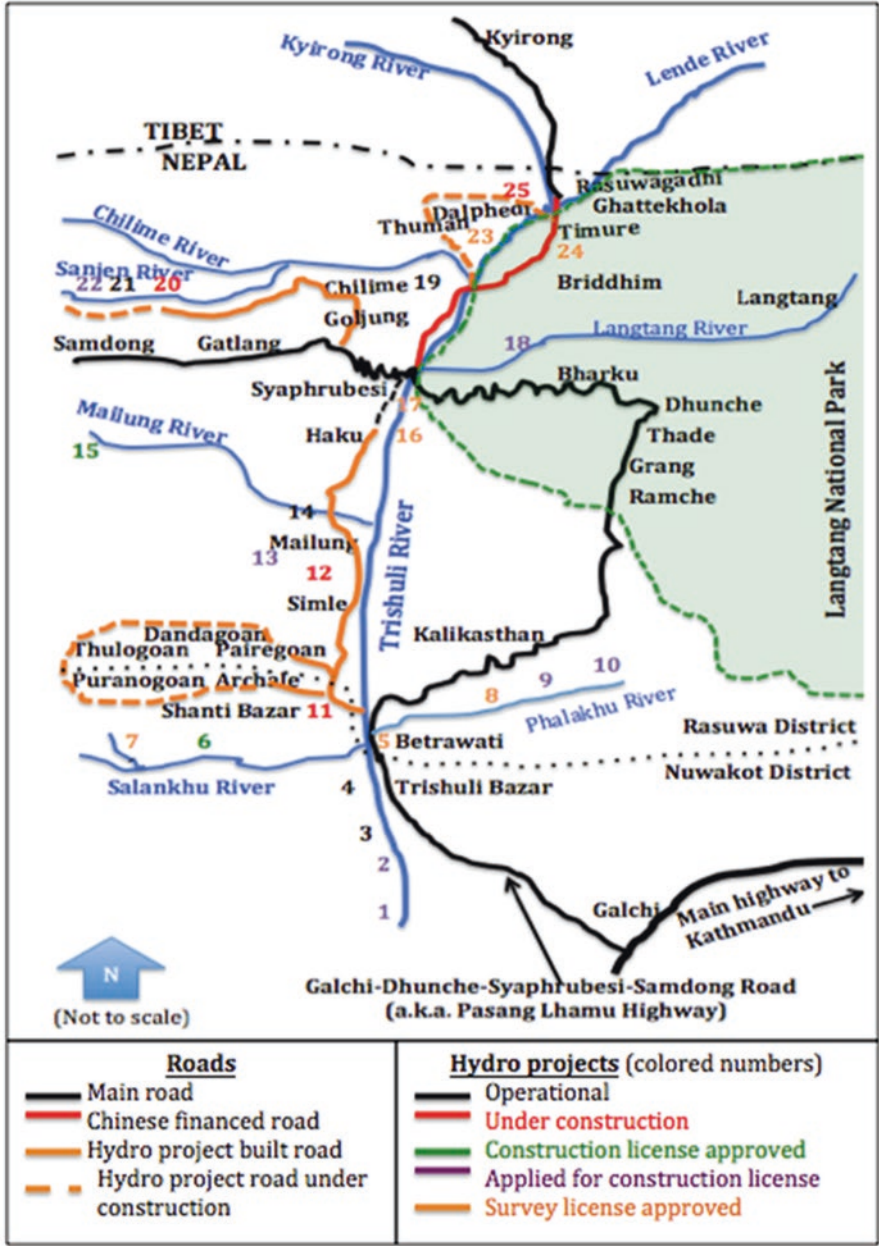 Kyirong
Kyirong River
Lende River
TIBET
NEPAL
25
Rasuwagadhi
Dalphedi
Ghattekhola
Thuman
23
Timure
24
Chilime River
Sanjen River
22 21 20
Chilime 19
Briddhim
Langtang
Goljung
Langtang River
18
Samdong
Gatlang
Syaphrubesi
Bharku
17
Dhunche
Mailung River
Haku
16
Thade
15
Grang
Ramche
14
Mailung
13
12
Simle
Trishuli River
Langtang National Park
Dandagoan
Kalikasthan
Thulogoan Pairegoan
Puranogoan Archale
8
9
10
Shanti Bazar 11
Phalakhu River
Rasuwa District
7
6
5
Betrawati
Nuwakot District
Salankhu River
4
Trishuli Bazar
3
2
1
Galchi
Main highway to
Kathmandu
N
(Not to scale)
Galchi-Dhunche-Syaphrubesi-Samdong Road
(a.k.a. Pasang Lhamu Highway)
Roads
Main road
Chinese financed road
Hydro project built road
Hydro project road under
construction
Hydro projects (colored numbers)
Operational
Under construction
Construction license approved
Applied for construction license
Survey license approved